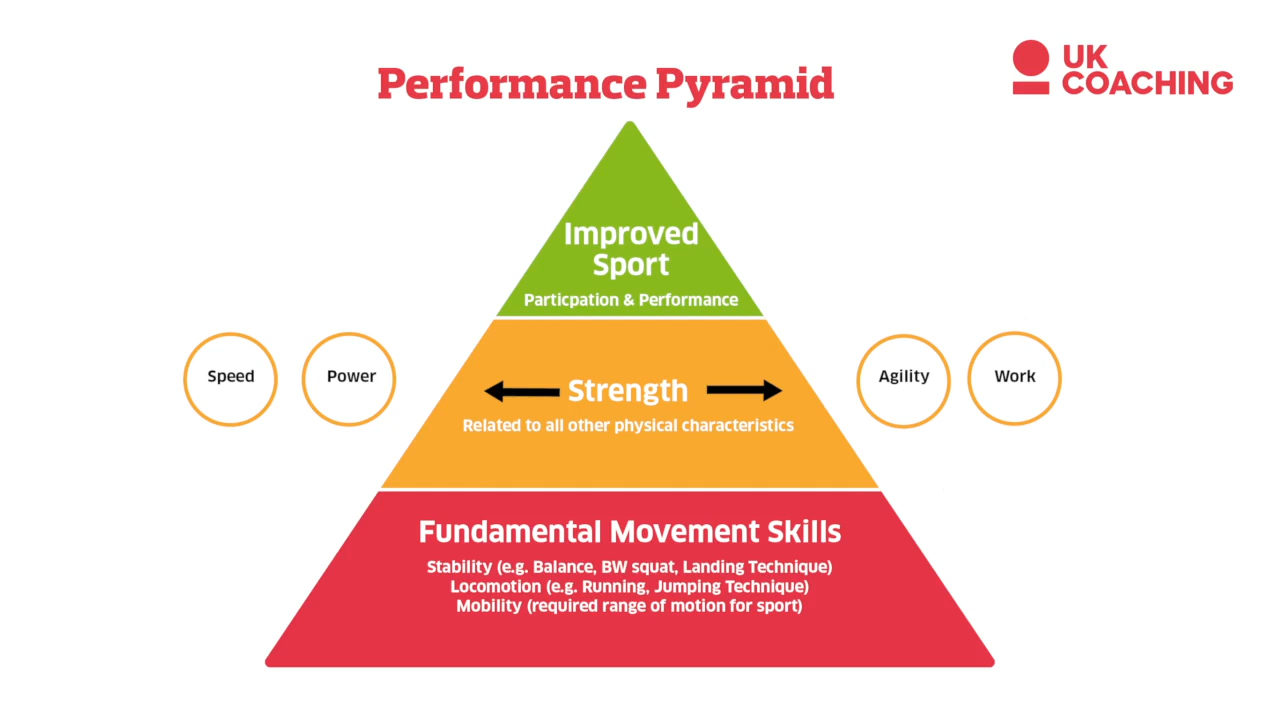 Performance Pyramid
UK
COACHING
Improved
Sport
Particpation & Performance
Speed
Power
Strength
Agility
Work
Related to all other physical characteristics
Fundamental Movement Skills
Stability (e.g. Balance, BW squat, Landing Technique)
Locomotion (e.g. Running, Jumping Technique)
Mobility (required range of motion for sport)